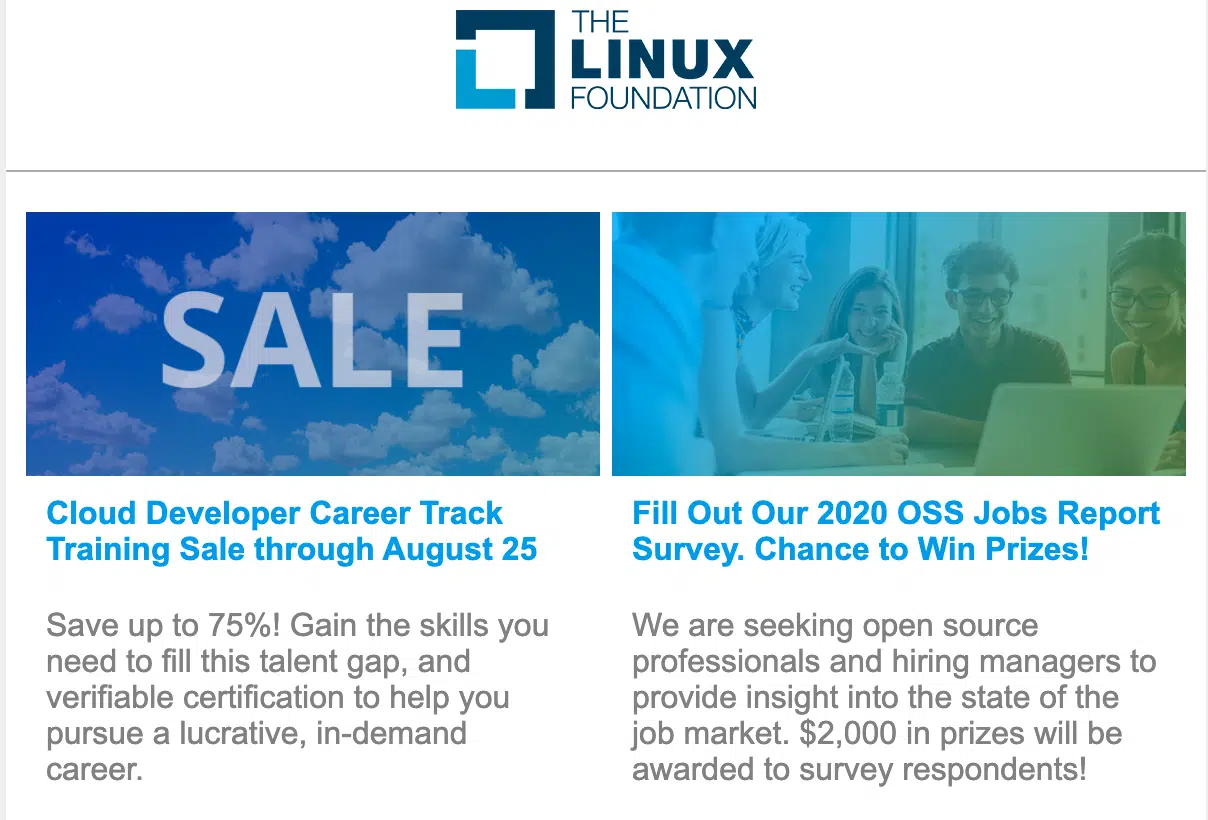 THE
LINUX
FOUNDATION
SALE
Cloud Developer Career Track
Training Sale through August 25
Save up to 75%! Gain the skills you
need to fill this talent gap, and
verifiable certification to help you
pursue a lucrative, in-demand
career.
Fill Out Our 2020 OSS Jobs Report
Survey. Chance to Win Prizes!
We are seeking open source
professionals and hiring managers to
provide insight into the state of the
job market. $2,000 in prizes will be
awarded to survey respondents!